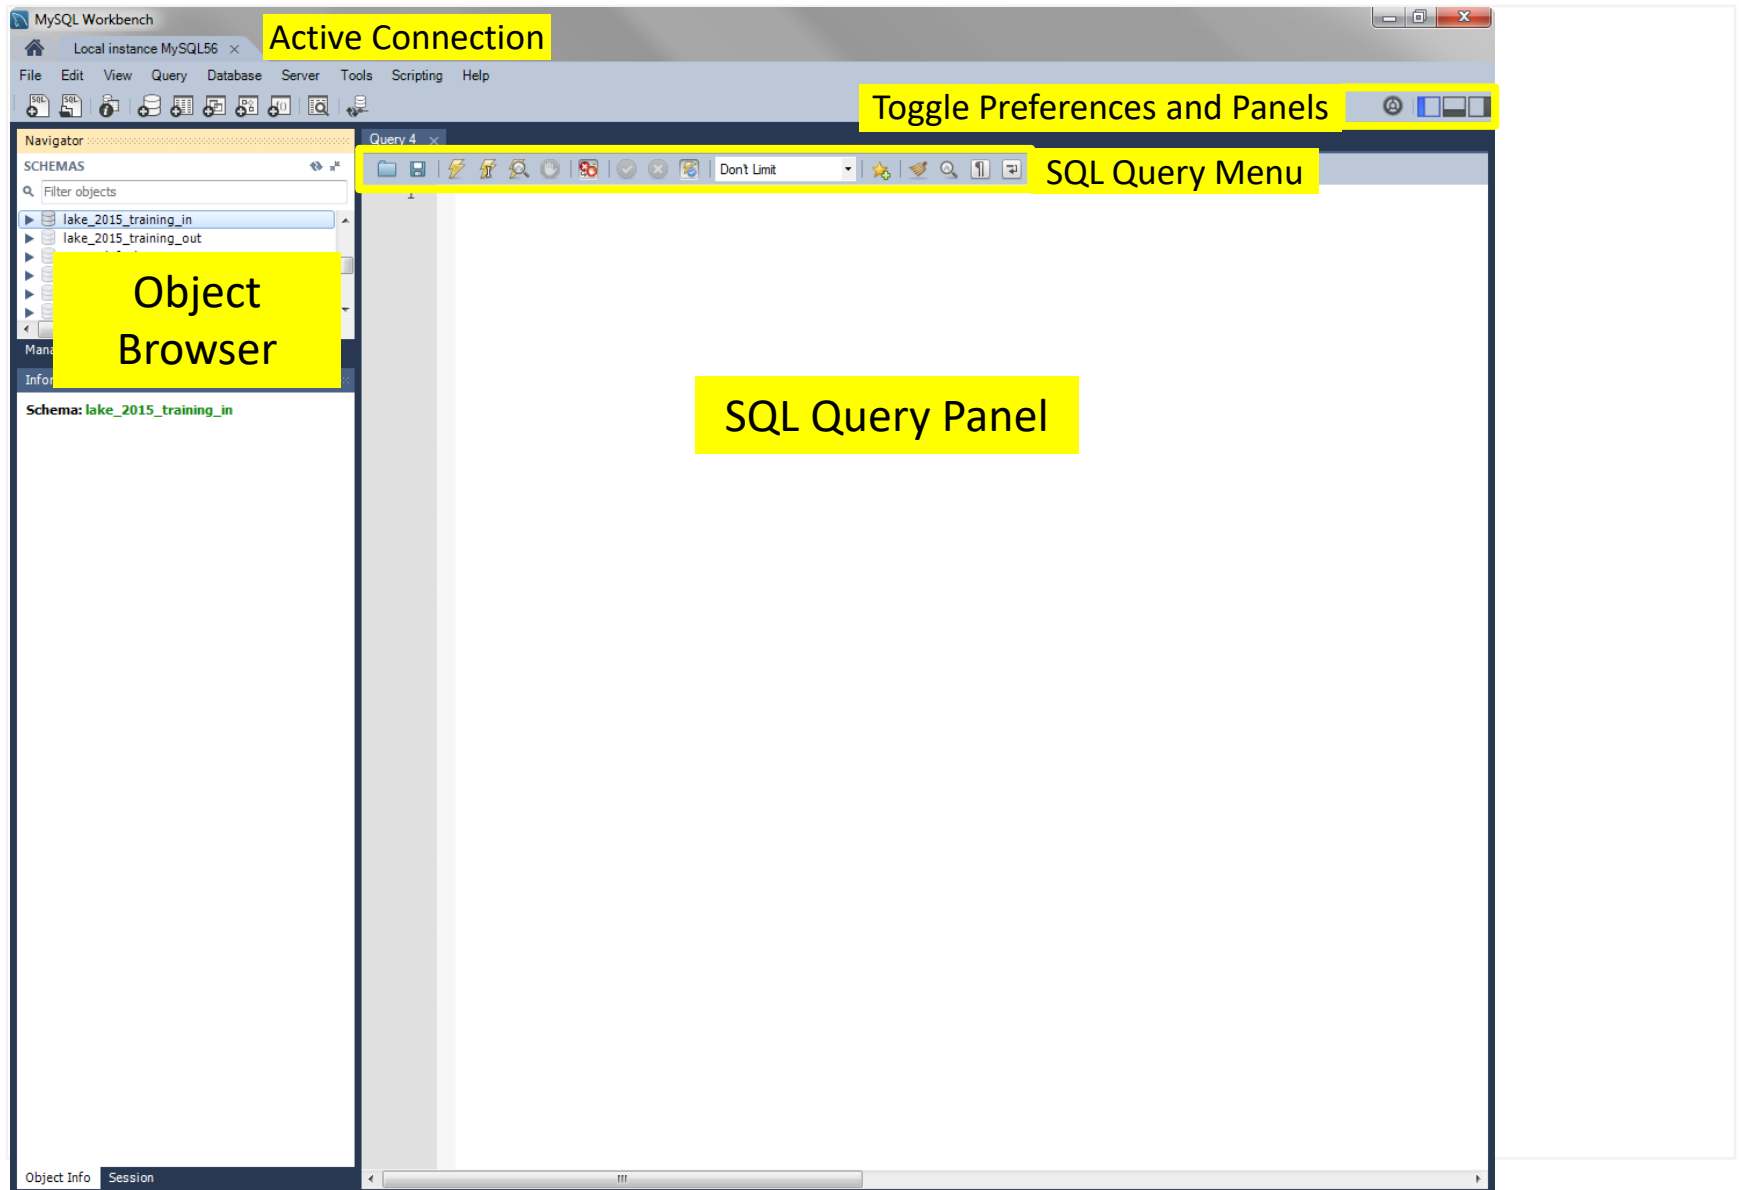 MySQL Workbench
Local instance MySQL56
Active Connection
File Edit View Query Database Server Tools Scripting Help
Toggle Preferences and Panels
Navigator
Query 4
SCHEMAS
Don't Limit
SQL Query Menu
Filter objects
1
lake_2015_training_in
lake_2015_training_out
Object
Browser
SQL Query Panel
Schema: lake_2015_training_in
Object Info Session